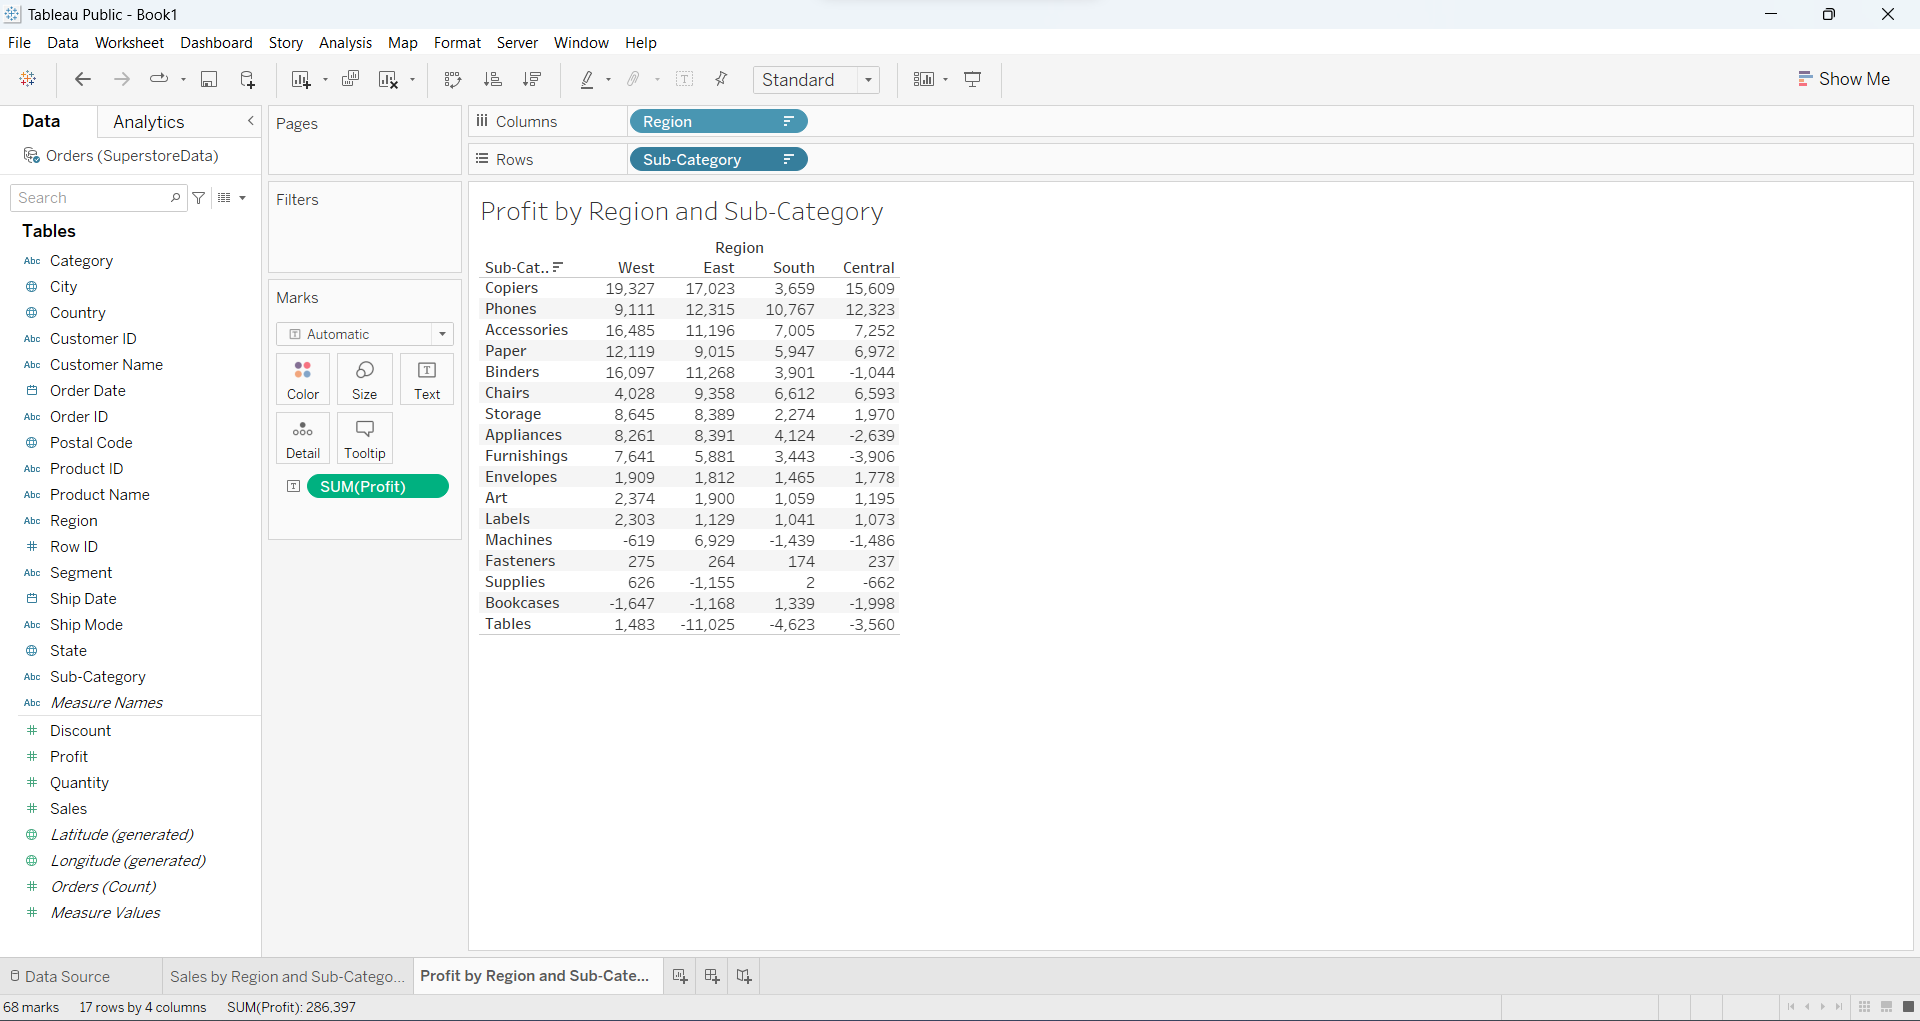 Tableau Public - Book1
File Data Worksheet Dashboard Story Analysis Map Format Server Window Help
Standard
Show Me
Data Analytics
Orders (SuperstoreData)
Search
Tables
Abc Category
City
Country
Abc Customer ID
Abc Customer Name
Order Date
Abc Order ID
Postal Code
Abc Product ID
Abc Product Name
Abc Region
# Row ID
Abc Segment
Ship Date
Abc Ship Mode
State
Abc Sub-Category
Abc Measure Names
# Discount
# Profit
# Quantity
# Sales
Latitude (generated)
Longitude (generated)
# Orders (Count)
# Measure Values
Pages
Filters
Marks
T Automatic
Color Size T Text
Detail Tooltip
T SUM(Profit)
Columns Region
Rows Sub-Category
Profit by Region and Sub-Category
Region
Sub-Cat.. West East South Central
Copiers 19,327 17,023 3,659 15,609
Phones 9,111 12,315 10,767 12,323
Accessories 16,485 11,196 7,005 7,252
Paper 12,119 9,015 5,947 6,972
Binders 16,097 11,268 3,901 -1,044
Chairs 4,028 9,358 6,612 6,593
Storage 8,645 8,389 2,274 1,970
Appliances 8,261 8,391 4,124 -2,639
Furnishings 7,641 5,881 3,443 -3,906
Envelopes 1,909 1,812 1,465 1,778
Art 2,374 1,900 1,059 1,195
Labels 2,303 1,129 1,041 1,073
Machines -619 6,929 -1,439 -1,486
Fasteners 275 264 174 237
Supplies 626 -1,155 2 -662
Bookcases -1,647 -1,168 1,339 -1,998
Tables 1,483 -11,025 -4,623 -3,560
Data Source Sales by Region and Sub-Catego... Profit by Region and Sub-Cate...
68 marks 17 rows by 4 columns SUM(Profit): 286,397